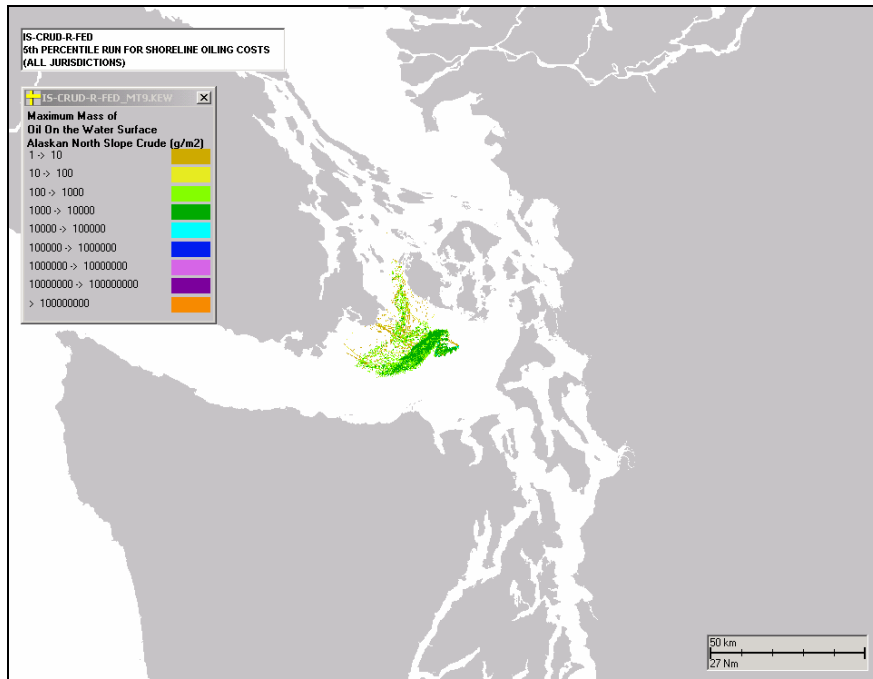 IS-CRUD-R-FED
5th PERCENTILE RUN FOR SHORELINE OILING COSTS
(ALL JURISDICTIONS)
IS-CRUD-R-FED_MT9.KEW
Maximum Mass of
Oil On the Water Surface
Alaskan North Slope Crude (g/m2)
1 -> 10
10 -> 100
100 -> 1000
1000 -> 10000
10000 -> 100000
100000 -> 1000000
1000000 -> 10000000
10000000 -> 100000000
> 100000000
50 km
27 Nm